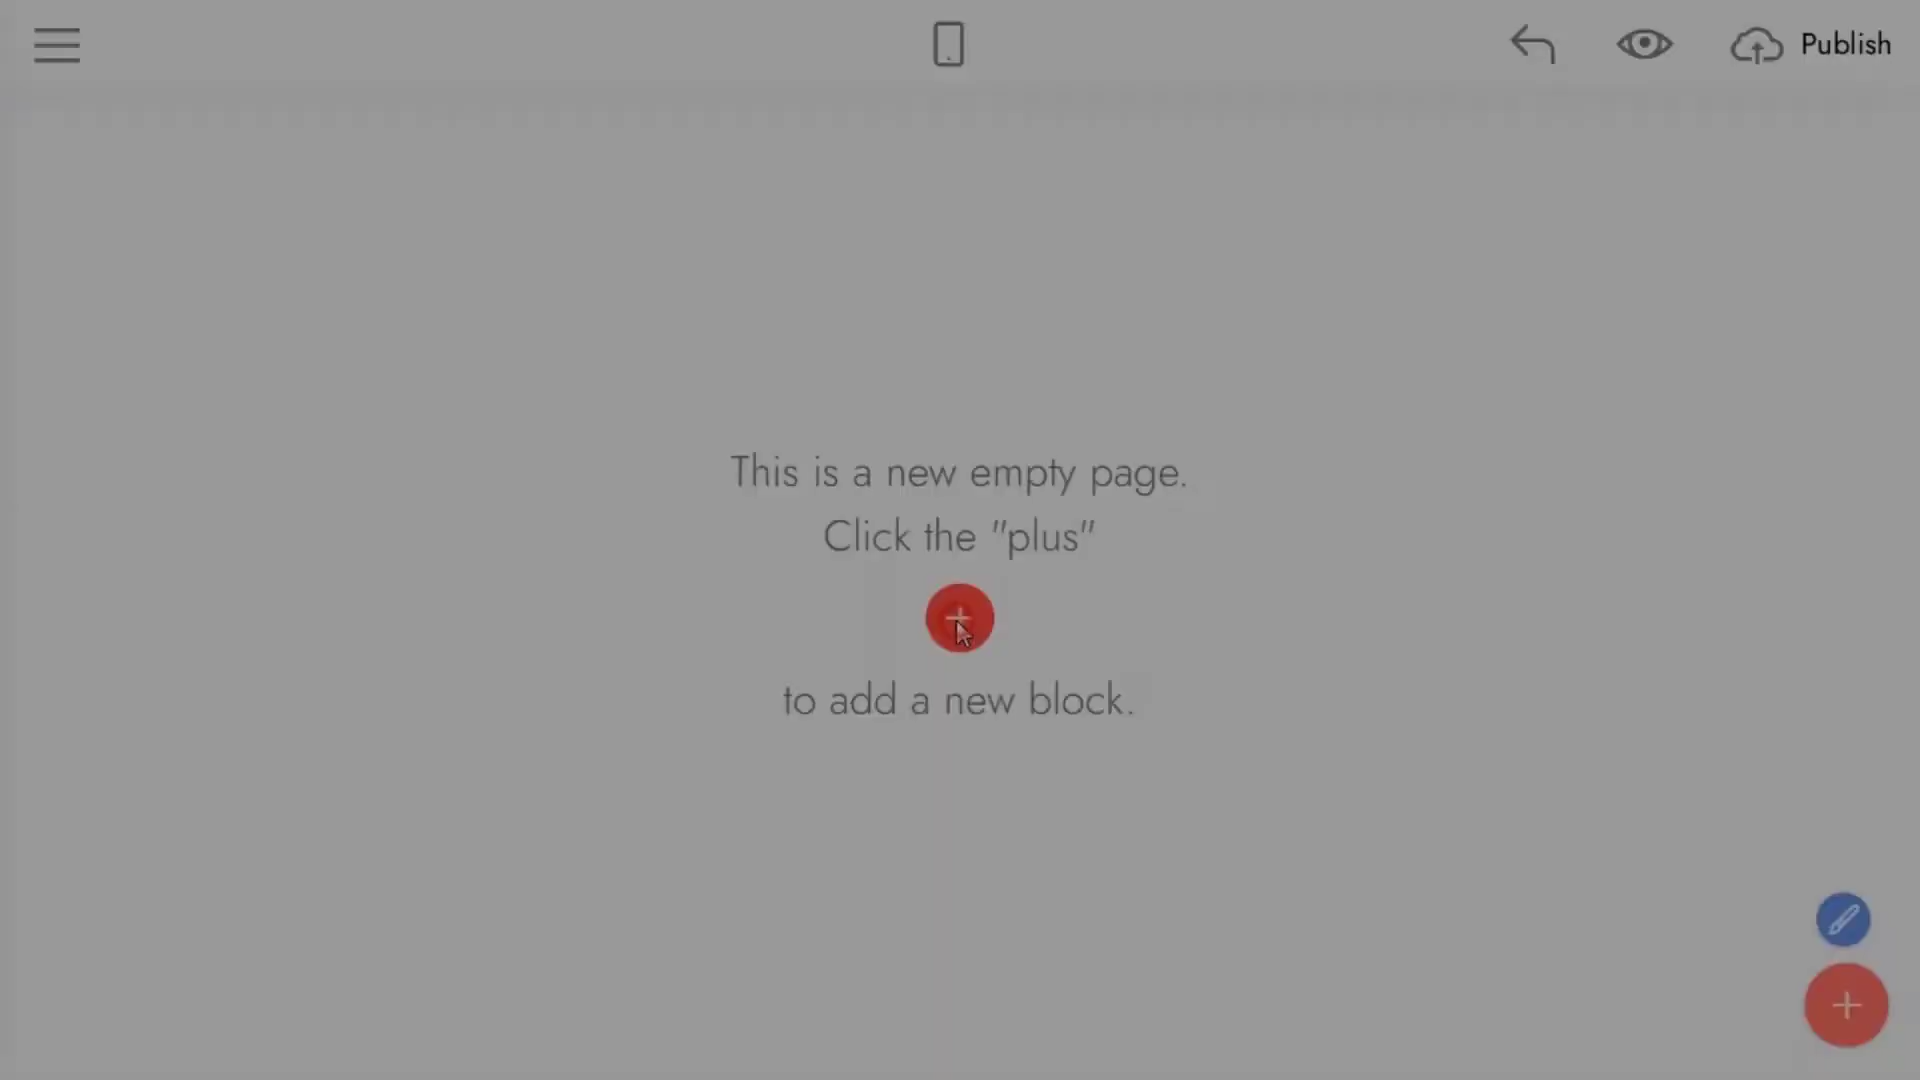 Publish
This is a new empty page.
Click the "plus"
to add a new block.